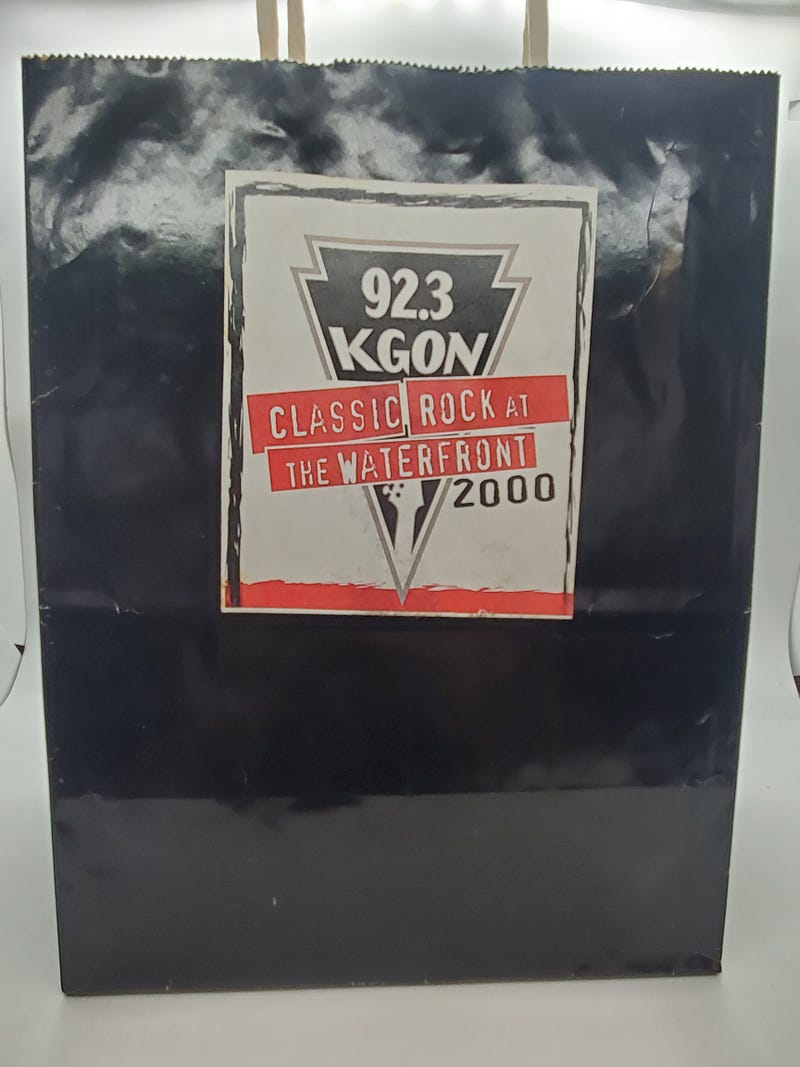 92.3
KGON
CLASSIC ROCK AT
THE WATERFRONT
2000